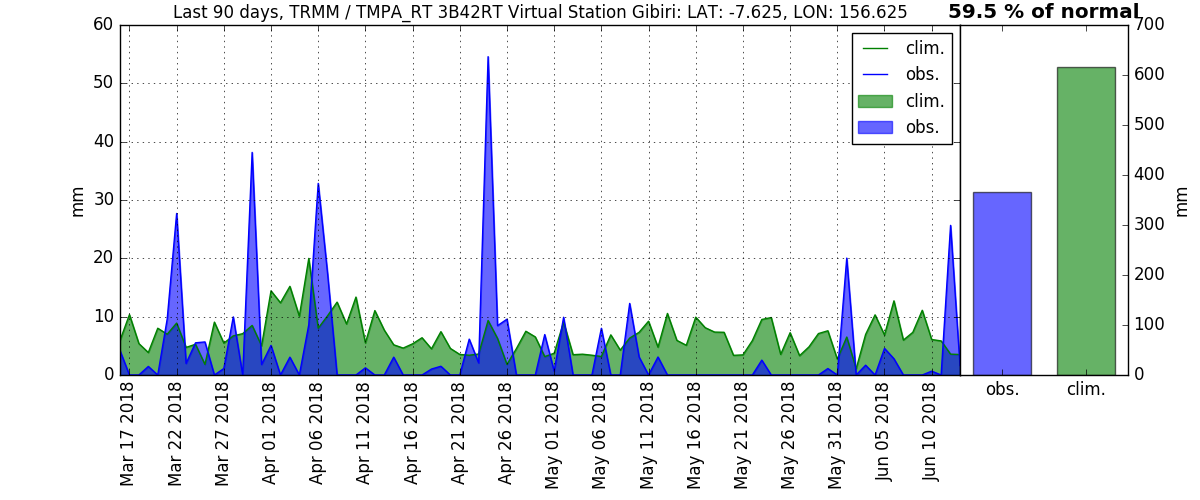 Last 90 days, TRMM / TMPA_RT 3B42RT Virtual Station Gibiri: LAT: -7.625, LON: 156.625
59.5 % of normal
60
50
40
30
20
10
0
mm
clim.
obs.
clim.
obs.
Mar 17 2018
Mar 22 2018
Mar 27 2018
Apr 01 2018
Apr 06 2018
Apr 11 2018
Apr 16 2018
Apr 21 2018
Apr 26 2018
May 01 2018
May 06 2018
May 11 2018
May 16 2018
May 21 2018
May 26 2018
May 31 2018
Jun 05 2018
Jun 10 2018
obs.
clim.
700
600
500
400
300
200
100
0
mm